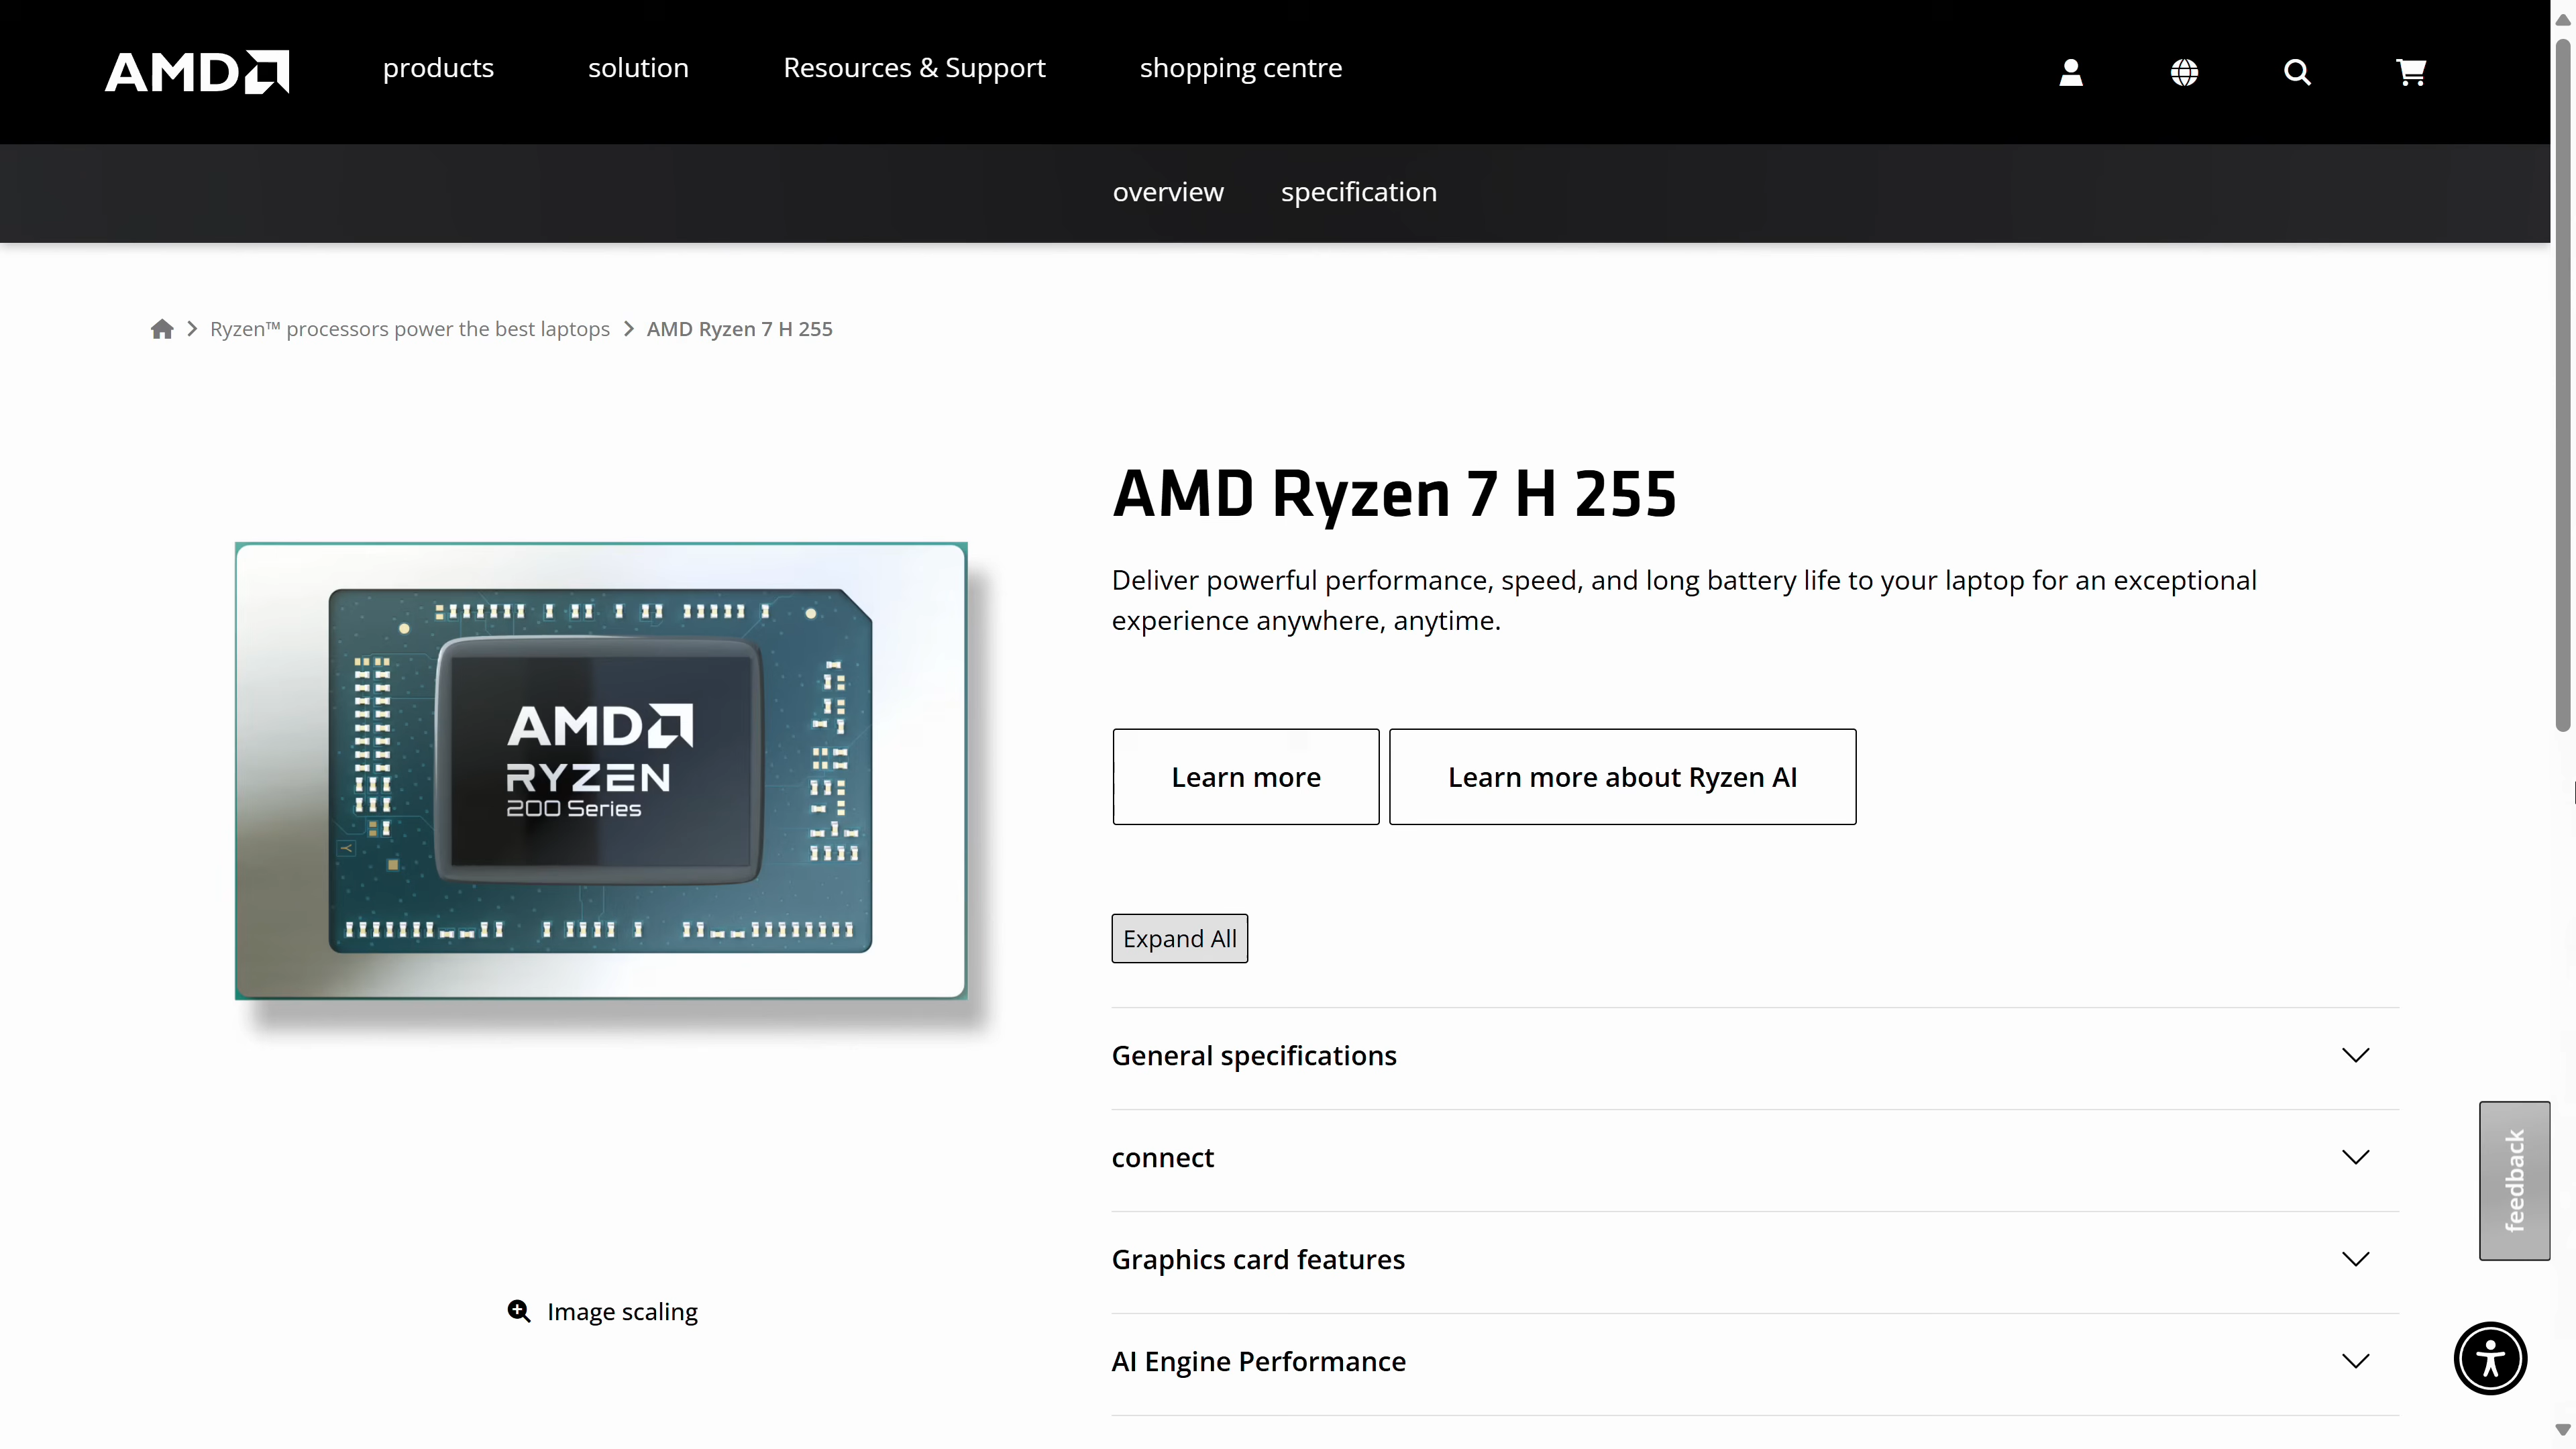 AMD
products
solution
Resources & Support
shopping centre
overview
specification
Ryzen™ processors power the best laptops
AMD Ryzen 7 H 255
AMD Ryzen 7 H 255
Deliver powerful performance, speed, and long battery life to your laptop for an exceptional
experience anywhere, anytime.
AMD
RYZEN
200 Series
Learn more
Learn more about Ryzen AI
Expand All
General specifications
connect
Graphics card features
AI Engine Performance
Image scaling
feedback